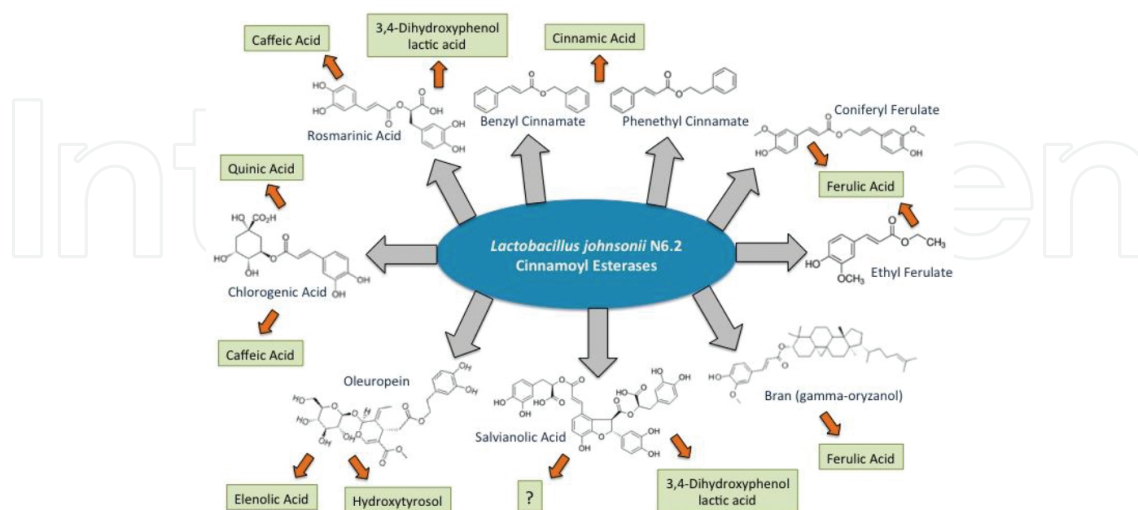 Caffeic Acid
3,4-Dihydroxyphenol
lactic acid
Cinnamic Acid
Rosmarinic Acid
Benzyl Cinnamate
Phenethyl Cinnamate
Coniferyl Ferulate
Quinic Acid
Ferulic Acid
Lactobacillus johnsonii N6.2
Cinnamoyl Esterases
Chlorogenic Acid
Ethyl Ferulate
Caffeic Acid
Oleuropein
Salvianolic Acid
Bran (gamma-oryzanol)
Ferulic Acid
Elenolic Acid
Hydroxytyrosol
?
3,4-Dihydroxyphenol
lactic acid